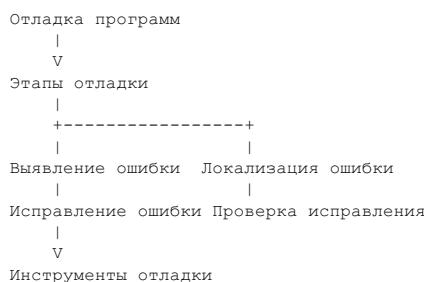 Отладка программ
|
V
Этапы отладки
|
+-----------------+
| |
Выявление ошибки Локализация ошибки
| |
Исправление ошибки Проверка исправления
|
V
Инструменты отладки